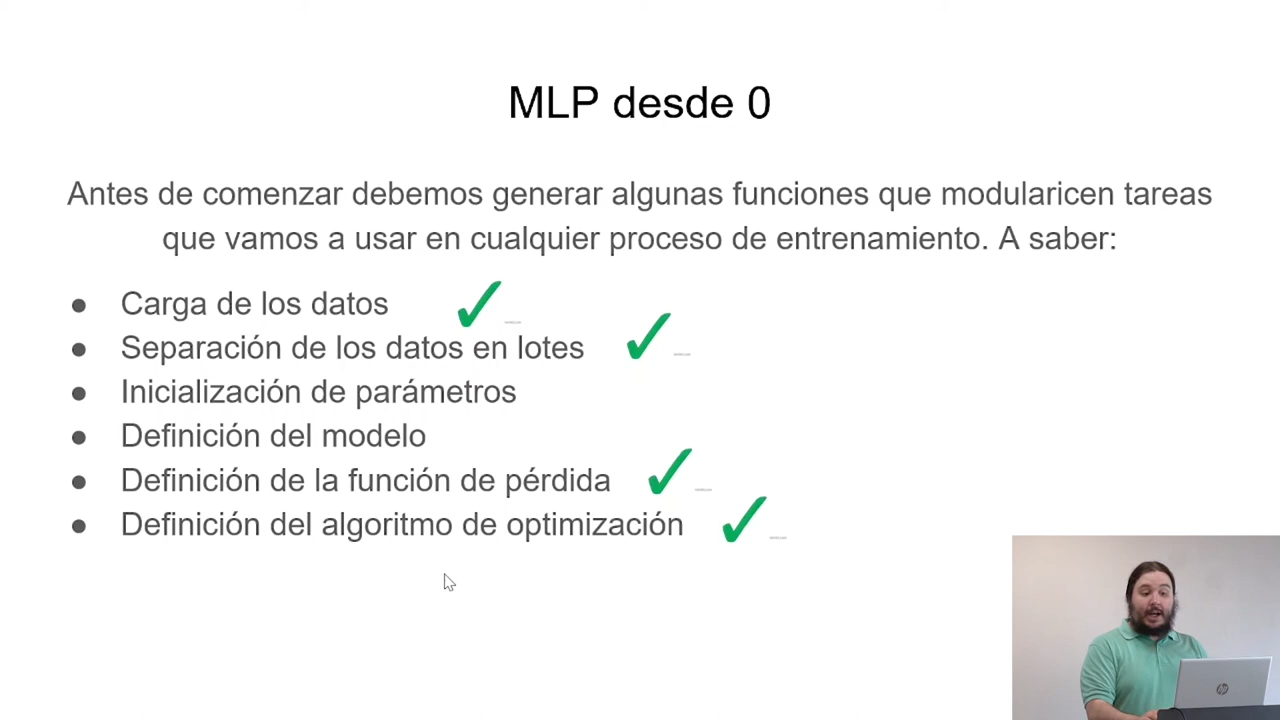 MLP desde 0
Antes de comenzar debemos generar algunas funciones que modularicen tareas
que vamos a usar en cualquier proceso de entrenamiento. A saber:
● Carga de los datos
● Separación de los datos en lotes
● Inicialización de parámetros
● Definición del modelo
● Definición de la función de pérdida
● Definición del algoritmo de optimización
hp